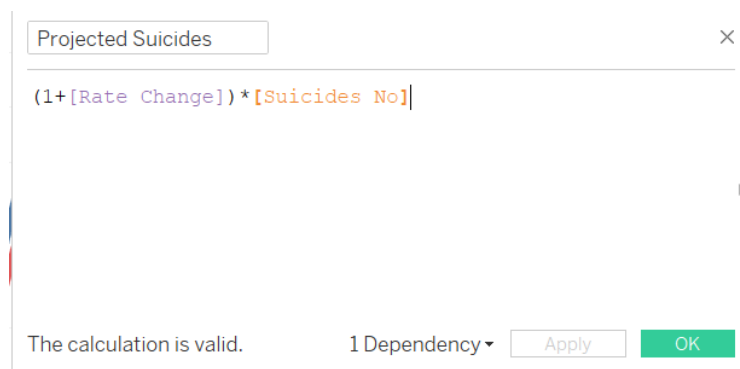 Projected Suicides
(1+[Rate Change])*[Suicides No]
The calculation is valid.
1 Dependency
Apply
OK